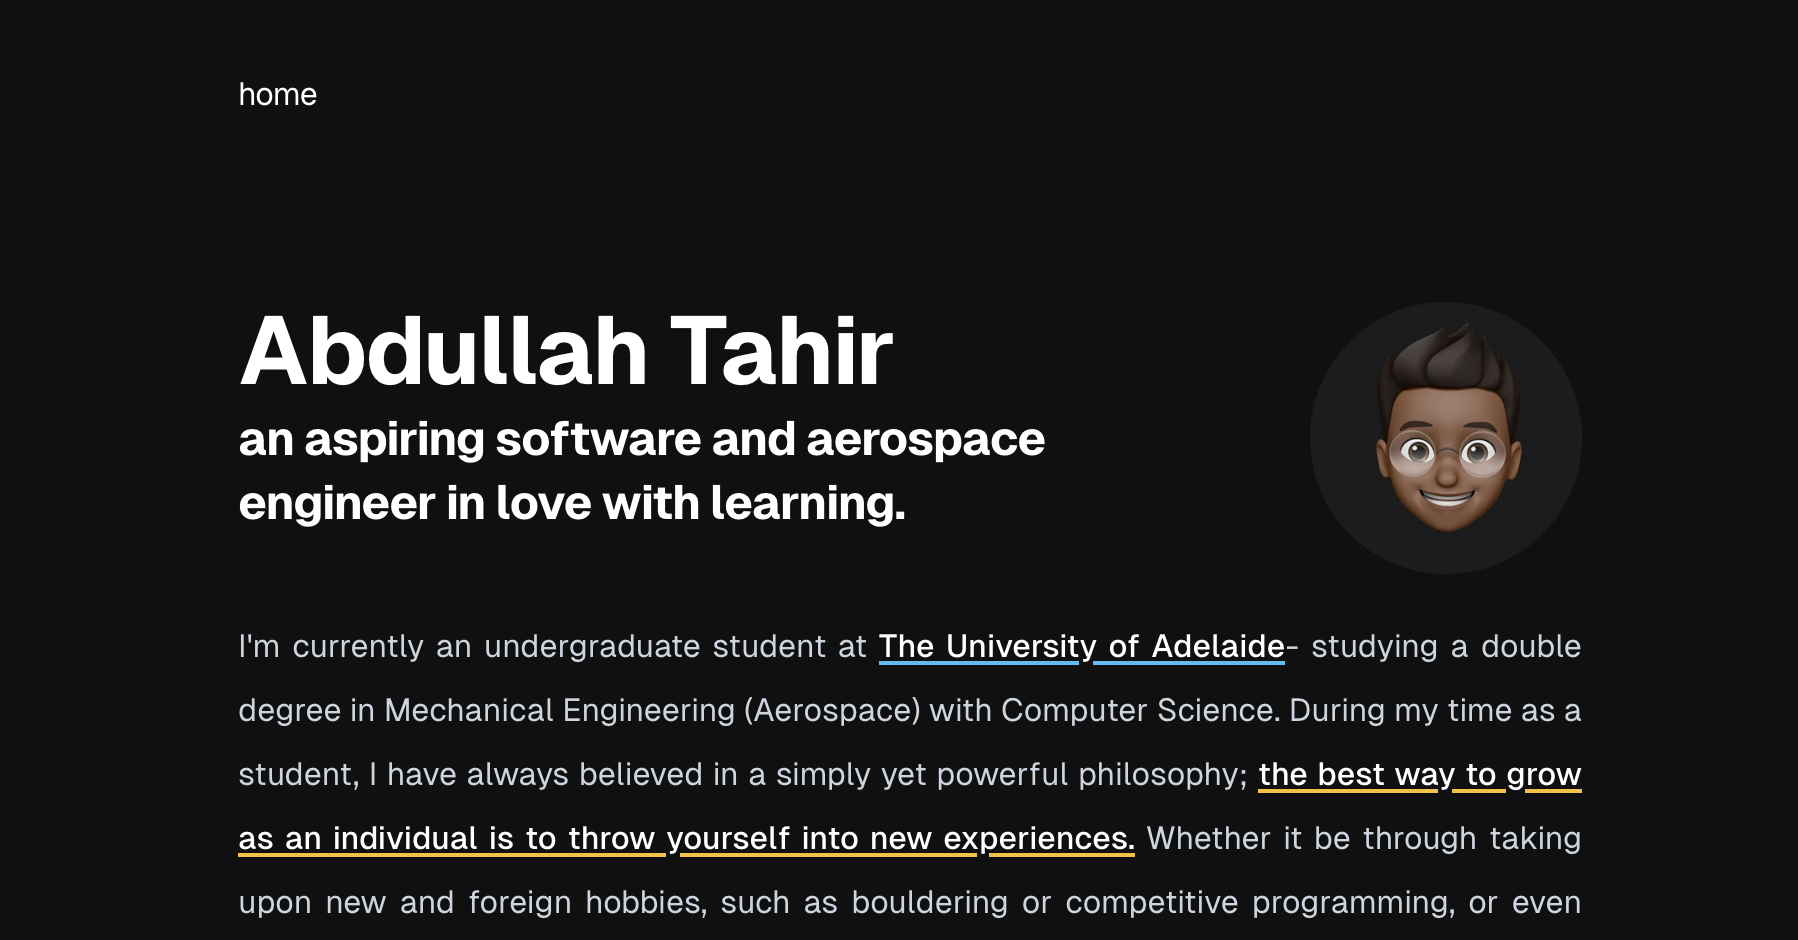 home
Abdullah Tahir
an aspiring software and aerospace
engineer in love with learning.
I'm currently an undergraduate student at The University of Adelaide- studying a double
degree in Mechanical Engineering (Aerospace) with Computer Science. During my time as a
student, I have always believed in a simply yet powerful philosophy; the best way to grow
as an individual is to throw yourself into new experiences. Whether it be through taking
upon new and foreign hobbies, such as bouldering or competitive programming, or even